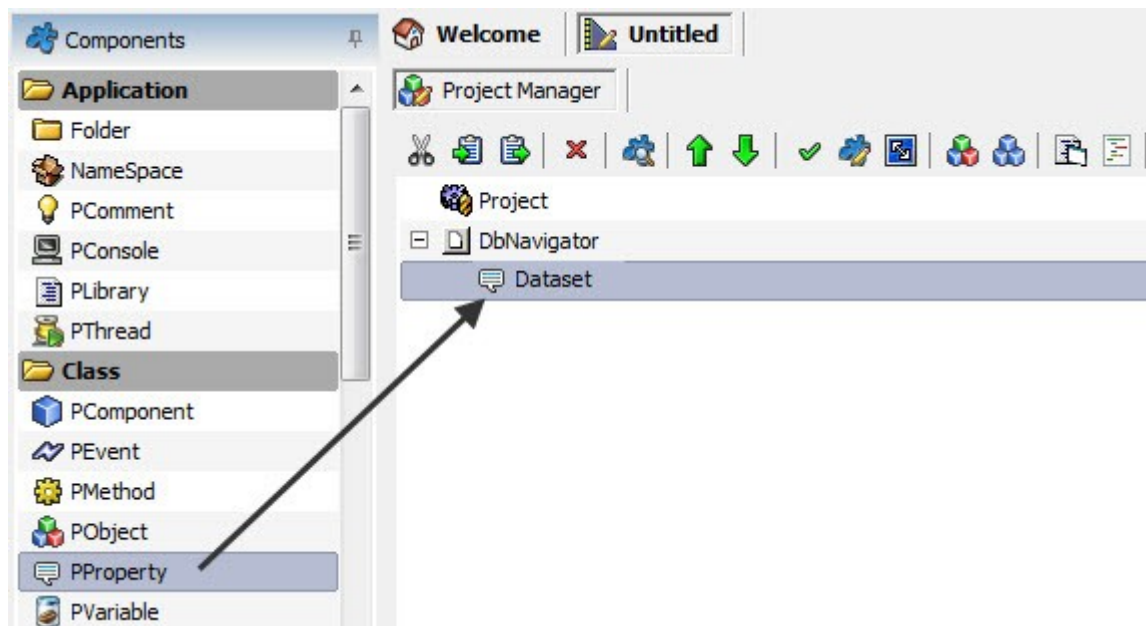 Components
Application
Folder
NameSpace
PComment
PConsole
PLibrary
PThread
Class
PComponent
PEvent
PMethod
PObject
PProperty
PVariable
Welcome
Untitled
Project Manager
Project
DbNavigator
Dataset